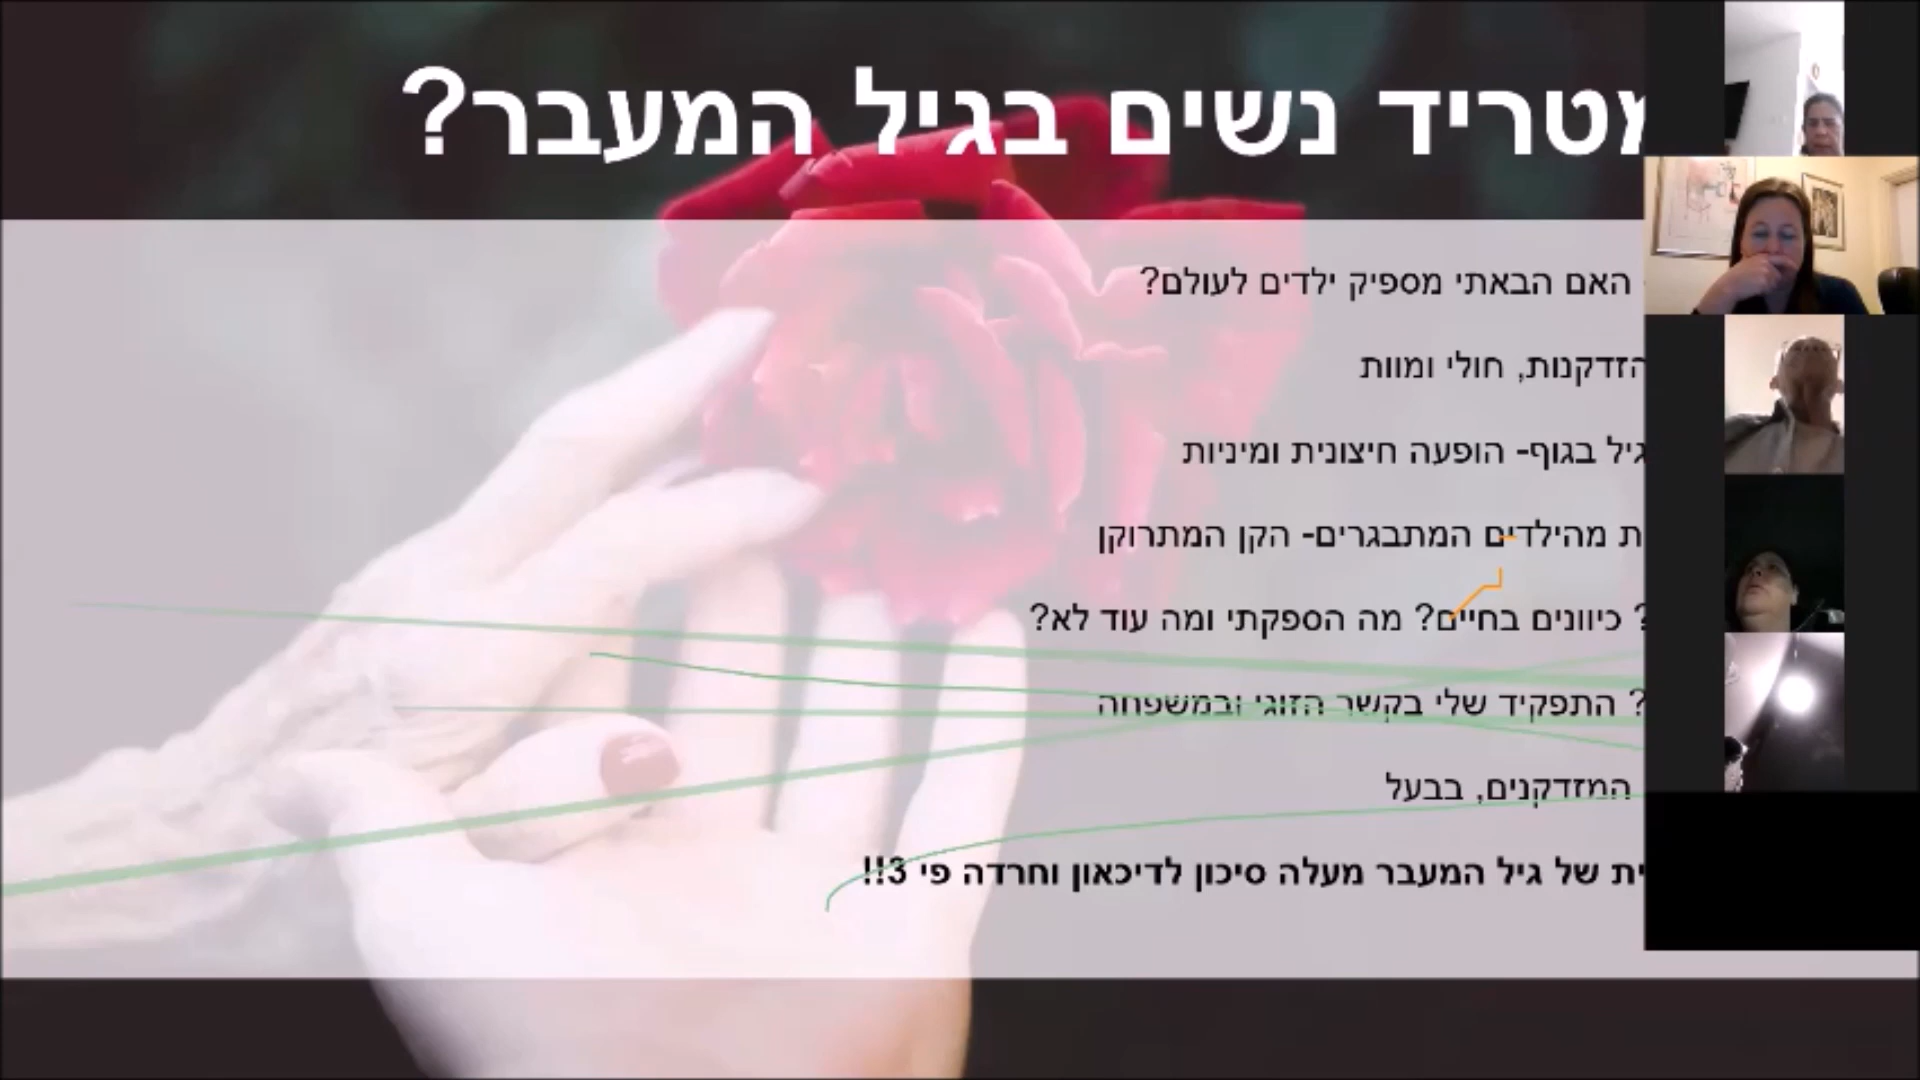 מטריד נשים בגיל המעבר?
האם הבאתי מספיק ילדים לעולם?
הזדקנות, חולי ומוות
גיל בגוף- הופעה חיצונית ומיניות
ת מהילדים המתבגרים- הקן המתרוקן
? כיוונים בחיים? מה הספקתי ומה עוד לא?
? התפקיד שלי בקשר הזוגי ובמשפחה
המזדקנים, בבעל
ית של גיל המעבר מעלה סיכון לדיכאון וחרדה פי 3!!